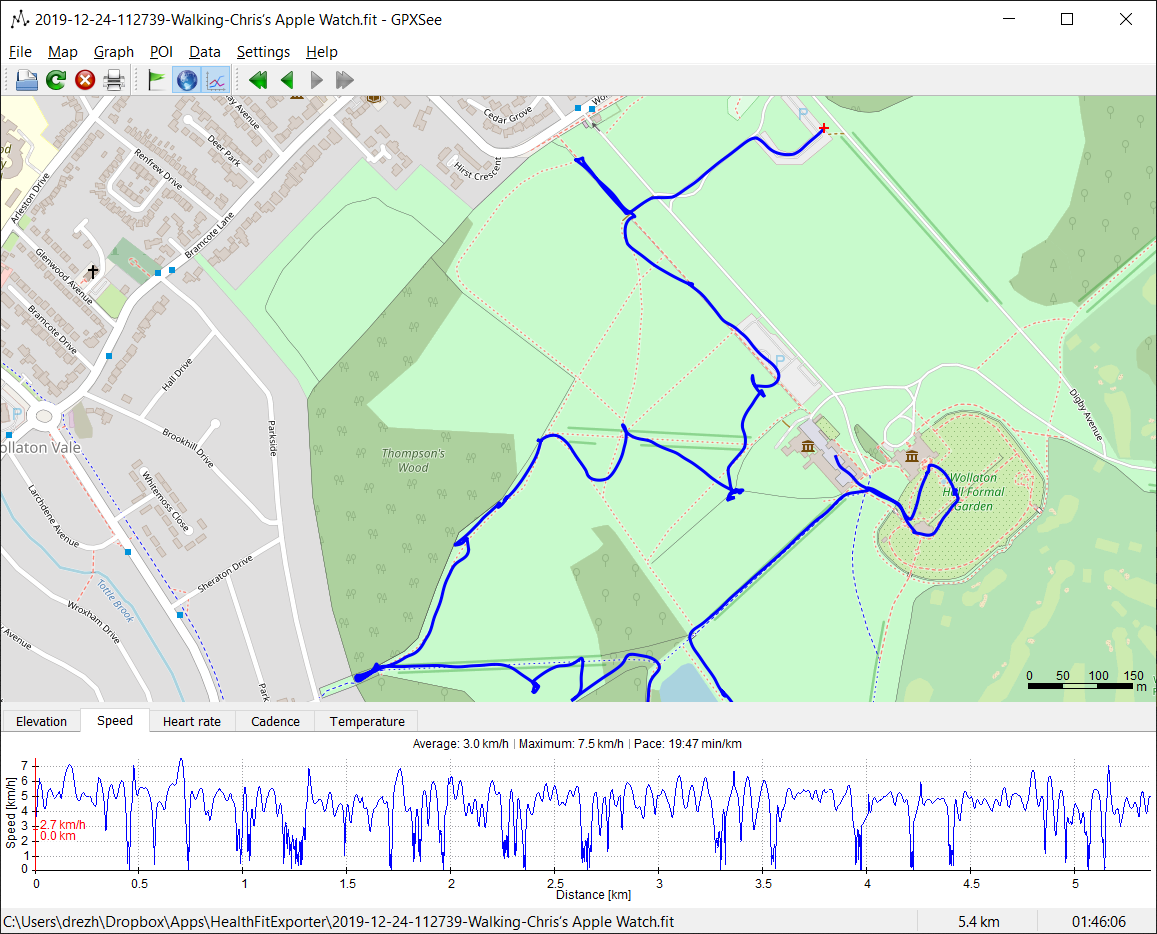 2019-12-24-112739-Walking-Chris's Apple Watch.fit - GPXSee
File Map Graph POI Data Settings Help
Cedar Grove
Deer Park
Hirst Crescent
Renfrew Drive
Arleston Drive
Bramcote Lane
Glenwood Avenue
Bramcote Drive
Hall Drive
Digby Avenue
Parkside
Brookhill Drive
ollaton Vale
Thompson's
Wood
Wollaton
Hall Formal
Garden
Whitemoss Close
Larchdene Avenue
Sheraton Drive
Tottle Brook
Wroxham Drive
Avenue
Park
P
P
P
0 50 100 150
m
Elevation Speed Heart rate Cadence Temperature
Average: 3.0 km/h | Maximum: 7.5 km/h | Pace: 19:47 min/km
Speed [km/h]
7
6
5
4
3
2
1
0
2.7 km/h
0.0 km
0 0.5 1 1.5 2 2.5 3 3.5 4 4.5 5
Distance [km]
C:\Users\drezh\Dropbox\Apps\HealthFitExporter\2019-12-24-112739-Walking-Chris's Apple Watch.fit 5.4 km 01:46:06